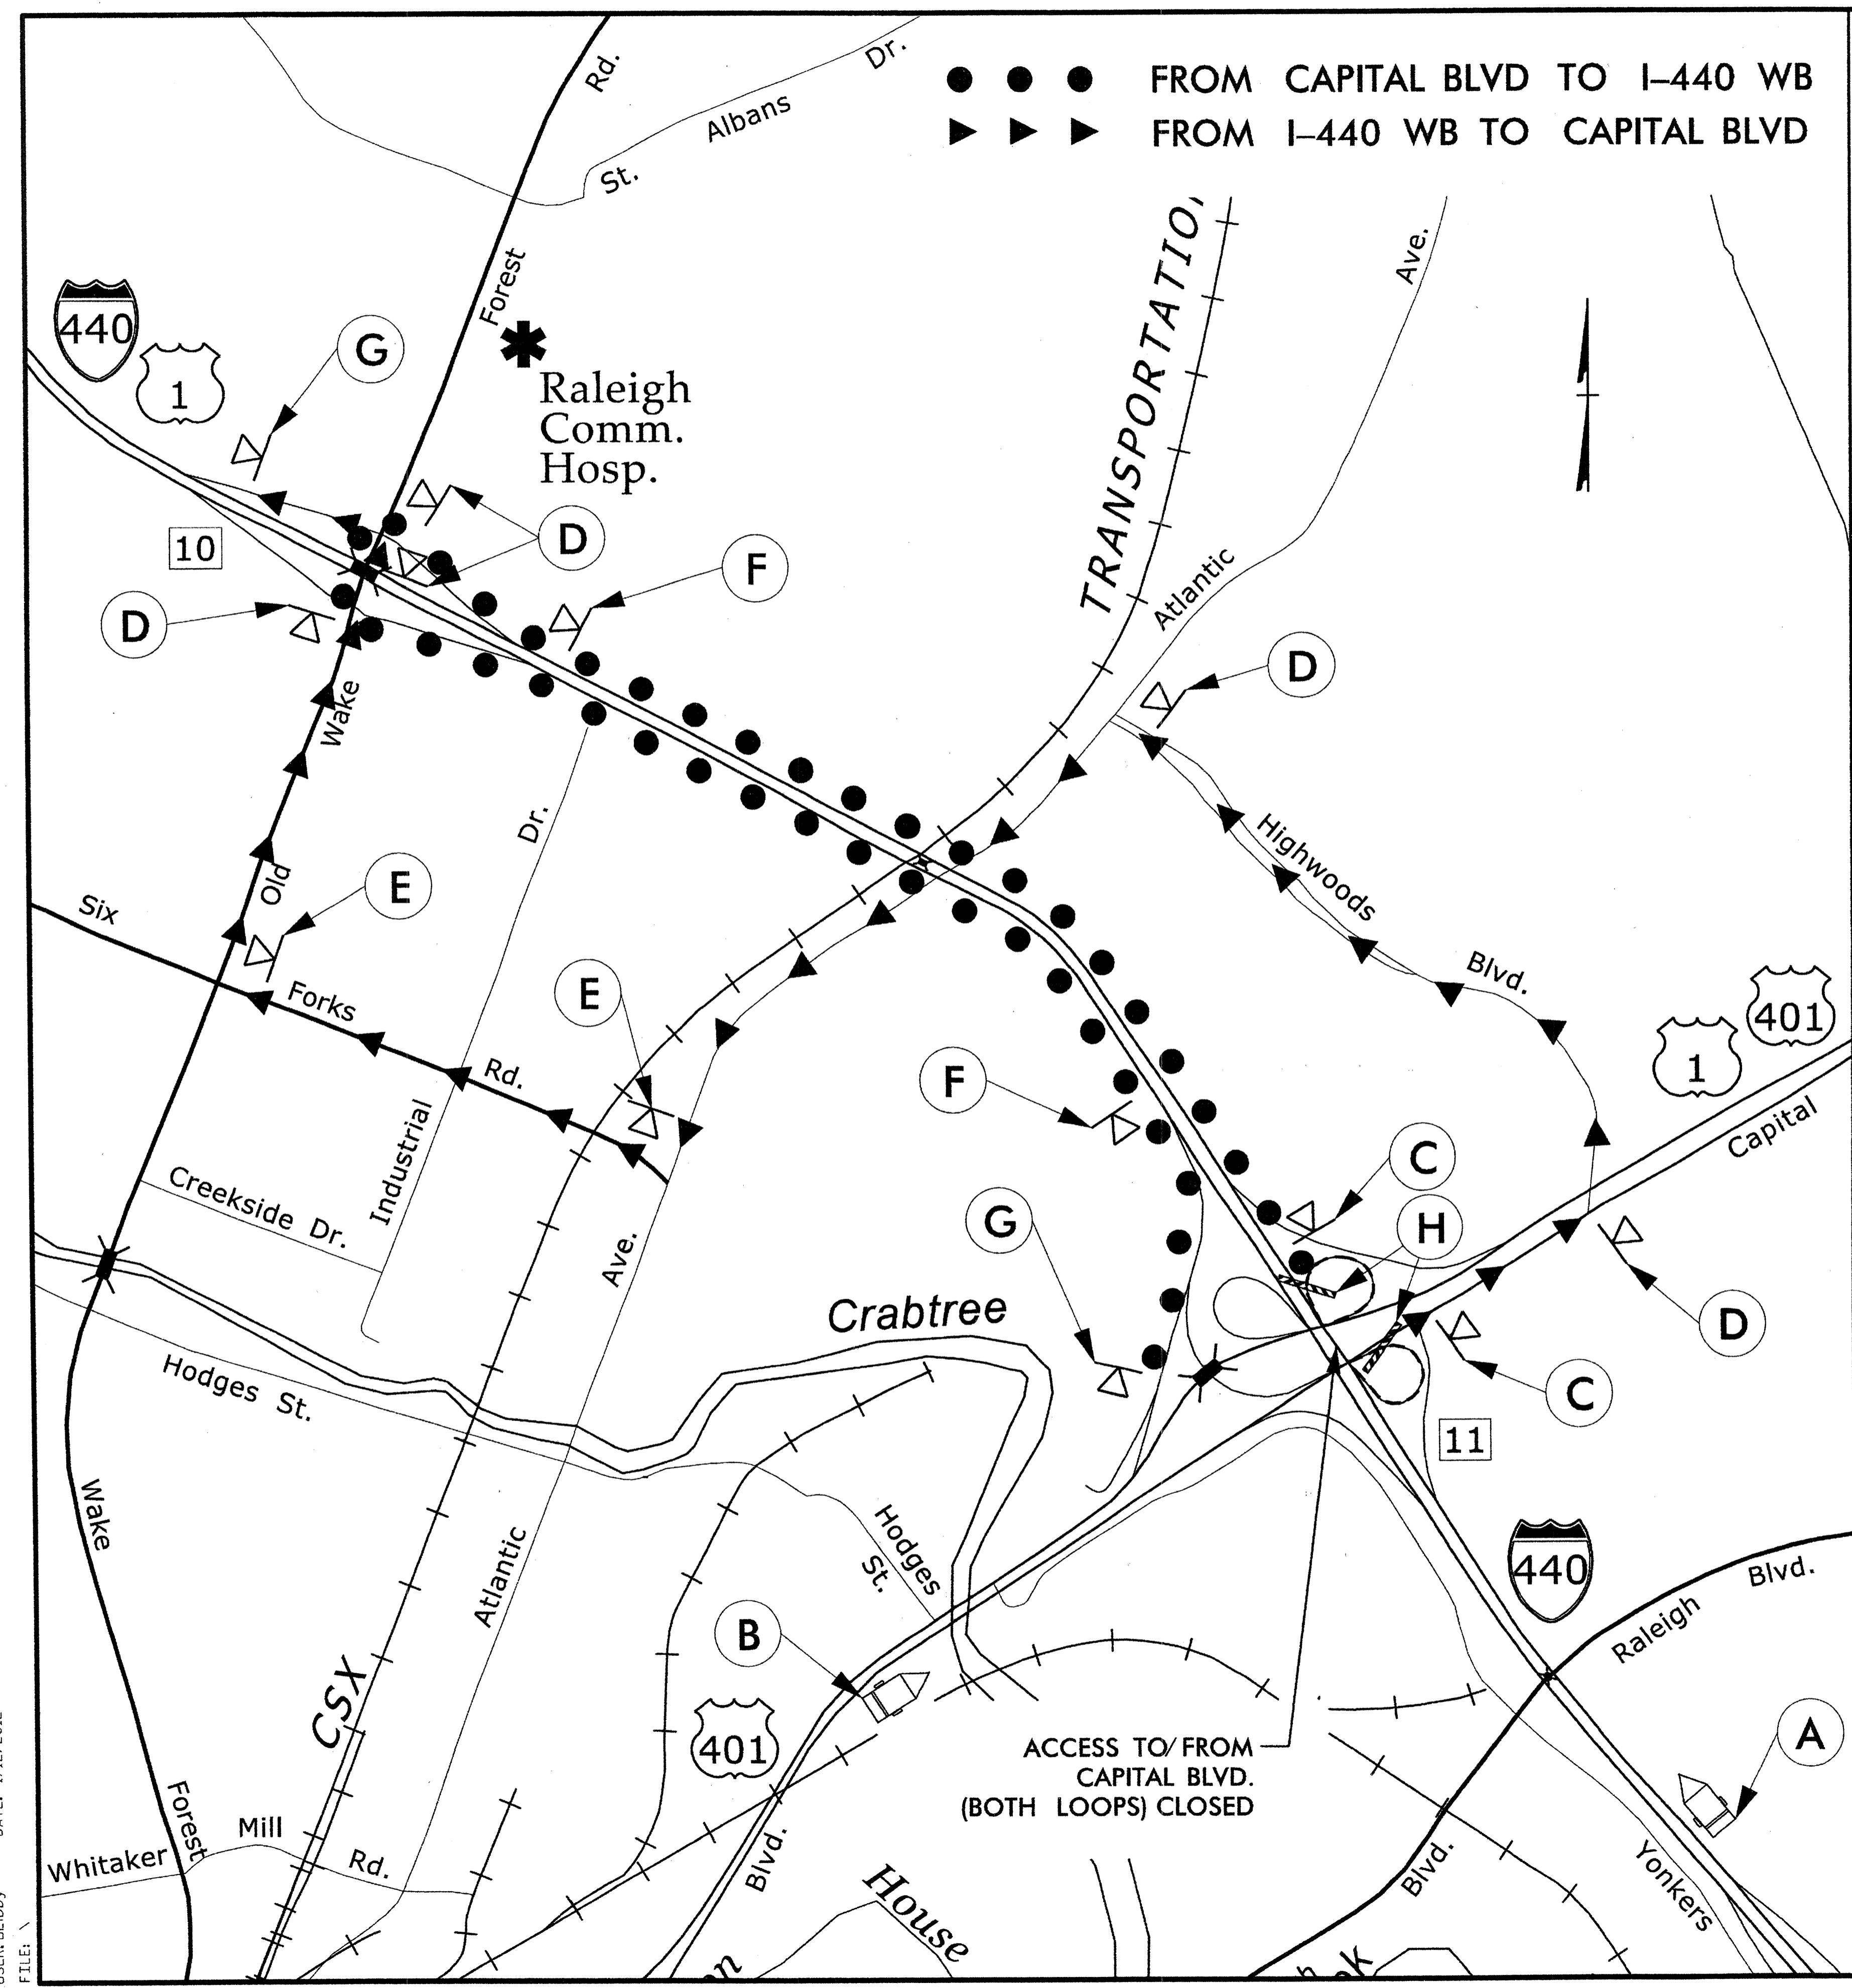 FROM CAPITAL BLVD TO I–440 WB
FROM I–440 WB TO CAPITAL BLVD
Rd.
Dr.
Albans
St.
Forest
TRANSPORTATION
Ave.
440
1
G
Raleigh
Comm.
Hosp.
10
D
D
F
Atlantic
D
Wake
Dr.
Highwoods
Blvd.
Old
E
Six
Forks
Rd.
E
401
1
Capital
F
C
G
H
D
C
Industrial
Creekside Dr.
Ave.
Crabtree
Hodges St.
11
Wake
Hodges
St.
Atlantic
440
Blvd.
Raleigh
B
A
CSX
401
ACCESS TO/FROM
CAPITAL BLVD.
(BOTH LOOPS) CLOSED
Forest
Mill
Whitaker
Rd.
Blvd.
House
Blvd.
Yonkers
FILE: \